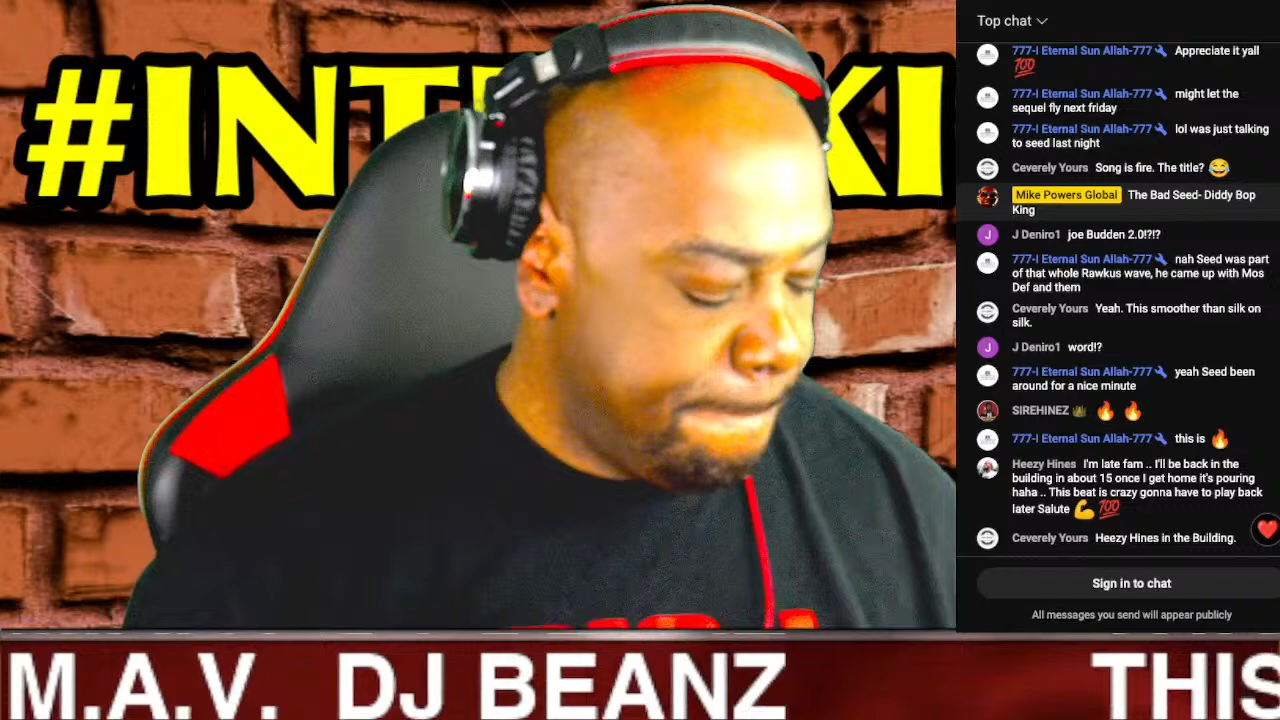 #INT
KI
Top chat
777-I Eternal Sun Allah-777 Appreciate it yall
💯
777-I Eternal Sun Allah-777 might let the
sequel fly next friday
777-I Eternal Sun Allah-777 lol was just talking
to seed last night
Ceverely Yours Song is fire. The title? 😂
Mike Powers Global The Bad Seed- Diddy Bop
King
J J Deniro1 joe Budden 2.0!?!?
777-I Eternal Sun Allah-777 nah Seed was part
of that whole Rawkus wave, he came up with Mos
Def and them
Ceverely Yours Yeah. This smoother than silk on
silk.
J J Deniro1 word!?
777-I Eternal Sun Allah-777 yeah Seed been
around for a nice minute
SIREHINEZ 🔥 🔥
777-I Eternal Sun Allah-777 this is 🔥
Heezy Hines I'm late fam .. I'll be back in the
building in about 15 once I get home it's pouring
haha .. This beat is crazy gonna have to play back
later Salute 💪 💯
Ceverely Yours Heezy Hines in the Building.
Sign in to chat
All messages you send will appear publicly
M.A.V. DJ BEANZ THIS